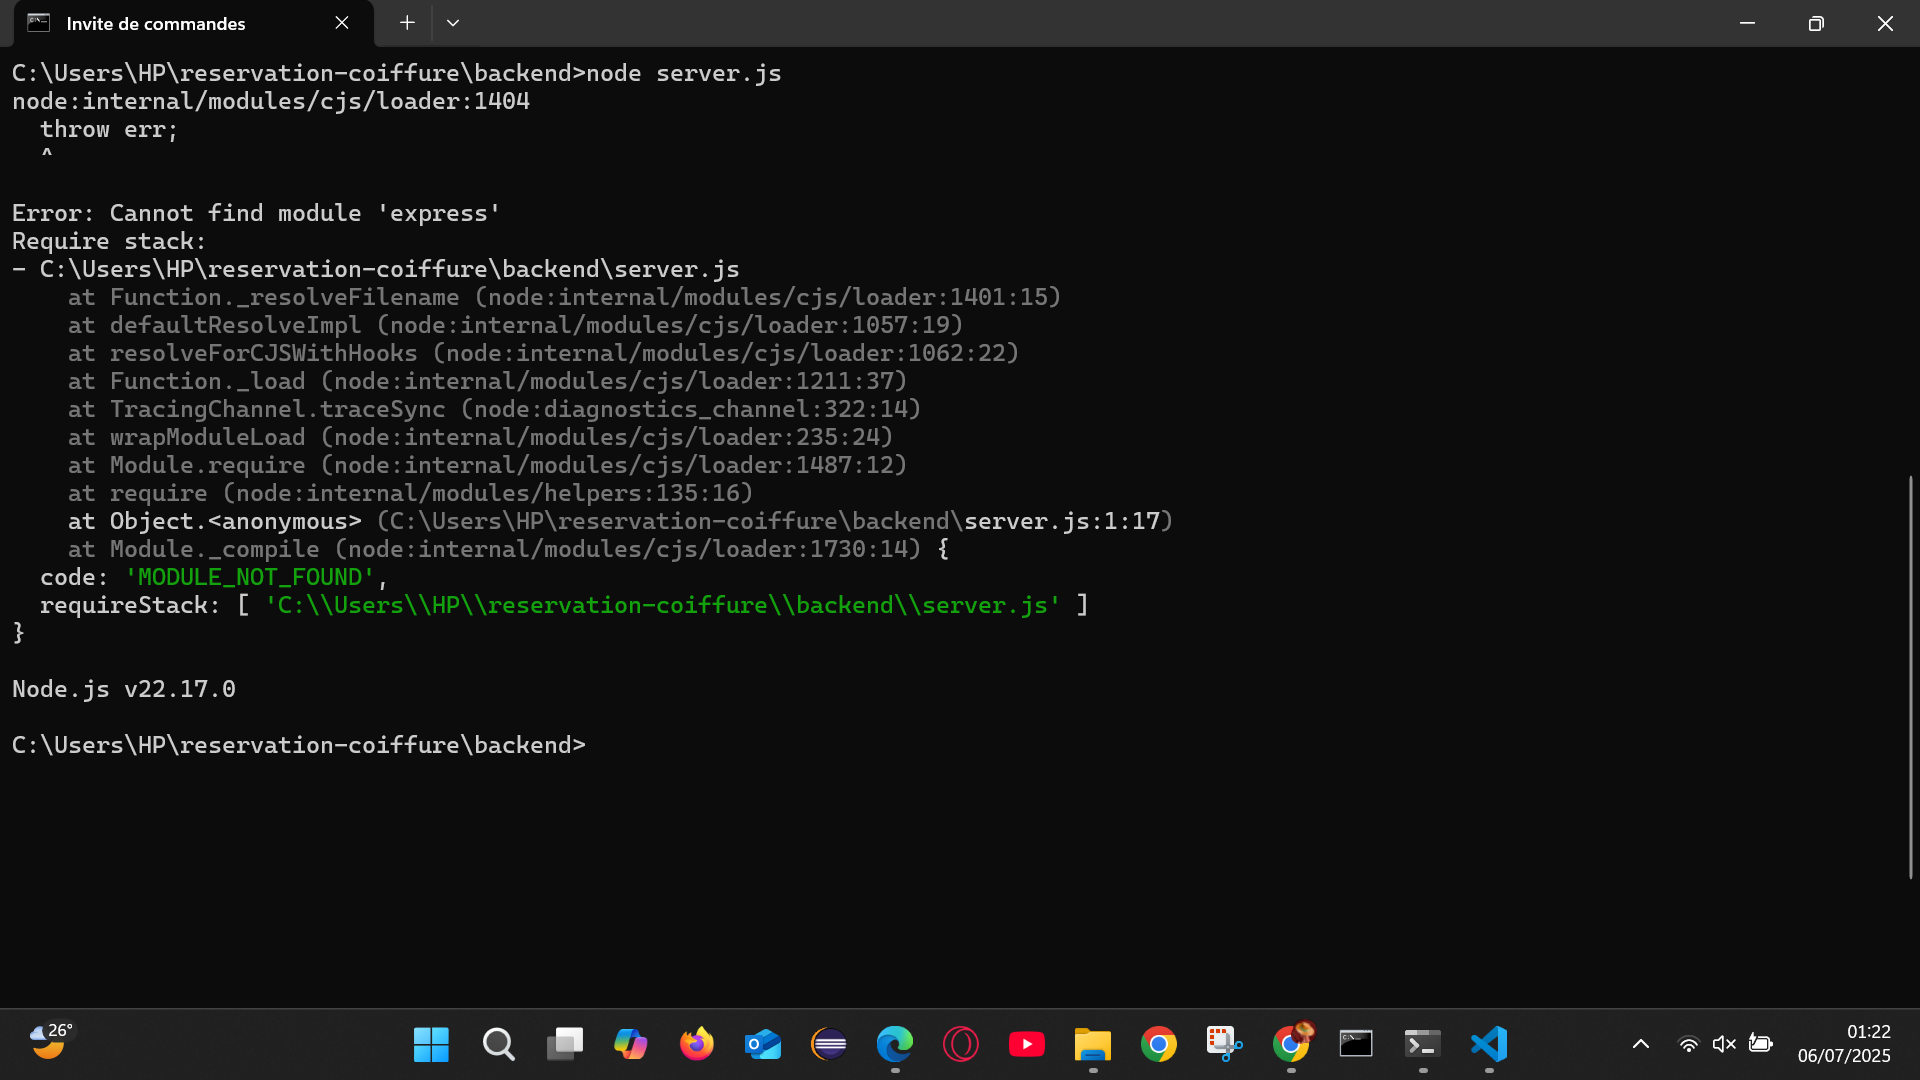 Invite de commandes
C:\Users\HP\reservation-coiffure\backend>node server.js
node:internal/modules/cjs/loader:1404
  throw err;
  ^
Error: Cannot find module 'express'
Require stack:
- C:\Users\HP\reservation-coiffure\backend\server.js
    at Function._resolveFilename (node:internal/modules/cjs/loader:1401:15)
    at defaultResolveImpl (node:internal/modules/cjs/loader:1057:19)
    at resolveForCJSWithHooks (node:internal/modules/cjs/loader:1062:22)
    at Function._load (node:internal/modules/cjs/loader:1211:37)
    at TracingChannel.traceSync (node:diagnostics_channel:322:14)
    at wrapModuleLoad (node:internal/modules/cjs/loader:235:24)
    at Module.require (node:internal/modules/cjs/loader:1487:12)
    at require (node:internal/modules/helpers:135:16)
    at Object.<anonymous> (C:\Users\HP\reservation-coiffure\backend\server.js:1:17)
    at Module._compile (node:internal/modules/cjs/loader:1730:14) {
  code: 'MODULE_NOT_FOUND',
  requireStack: [ 'C:\\Users\\HP\\reservation-coiffure\\backend\\server.js' ]
}
Node.js v22.17.0
C:\Users\HP\reservation-coiffure\backend>
26°
01:22
06/07/2025